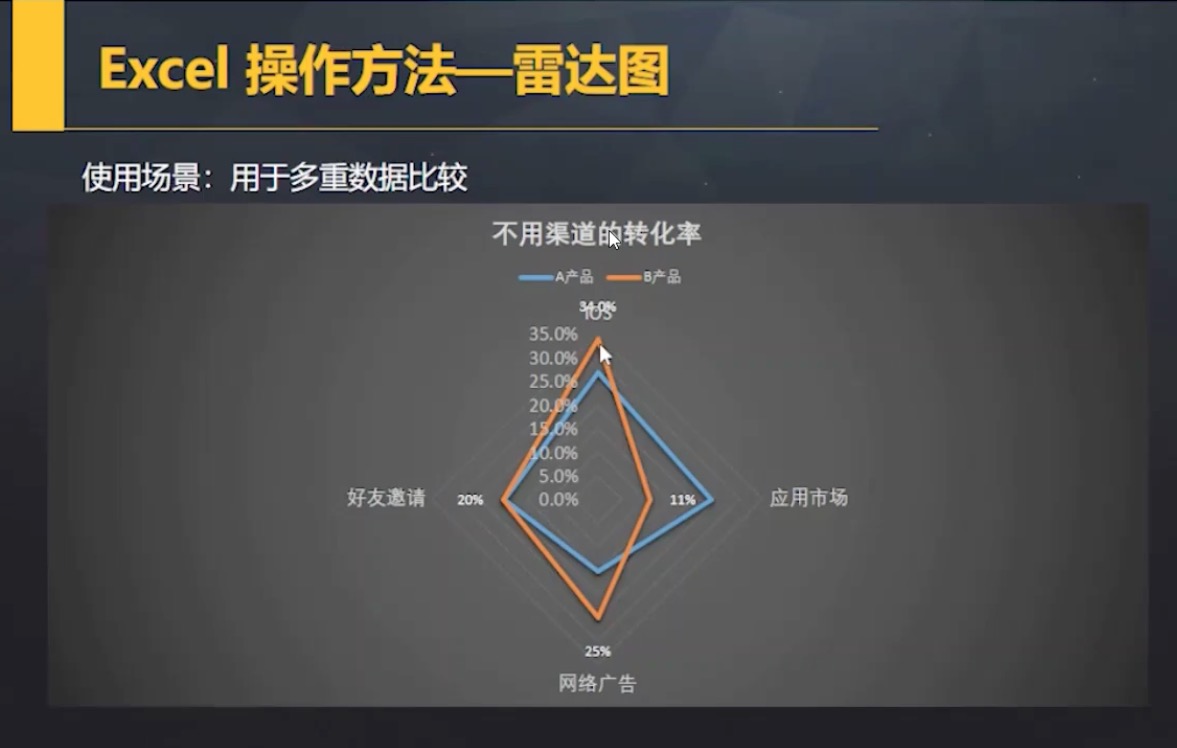 Excel 操作方法—雷达图
使用场景：用于多重数据比较
不用渠道的转化率
A产品 B产品
34.0%
IOS
35.0%
30.0%
25.0%
20.0%
15.0%
10.0%
5.0%
0.0%
好友邀请 20% 11% 应用市场
25%
网络广告